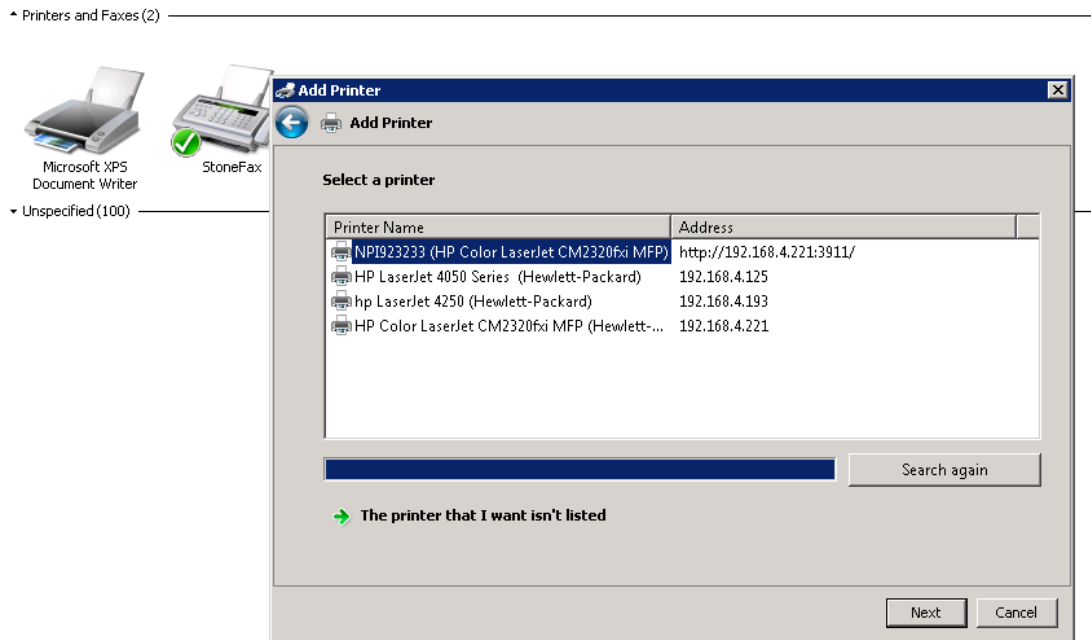 Printers and Faxes (2)
Microsoft XPS
Document Writer
StoneFax
Unspecified (100)
Add Printer
Add Printer
Select a printer
Printer Name Address
NPI923233 (HP Color LaserJet CM2320fxi MFP) http://192.168.4.221:3911/
HP LaserJet 4050 Series (Hewlett-Packard) 192.168.4.125
hp LaserJet 4250 (Hewlett-Packard) 192.168.4.193
HP Color LaserJet CM2320fxi MFP (Hewlett-... 192.168.4.221
Search again
The printer that I want isn't listed
Next Cancel